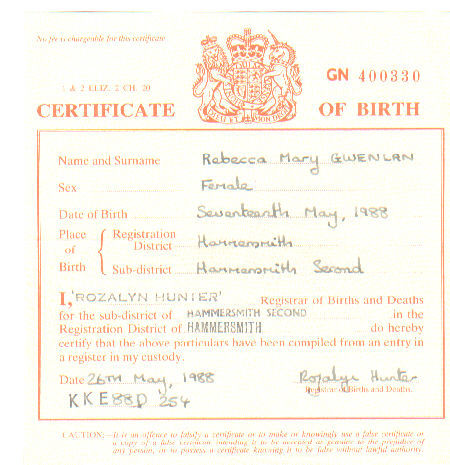 No fee is chargeable for this certificate
1 & 2 ELIZ. 2 CH. 20
GN 400330
CERTIFICATE OF BIRTH
Name and Surname Rebecca Mary GWENLAN
Sex Female
Date of Birth Seventeenth May, 1988
Place of Birth { Registration District Hammersmith
Sub-district Hammersmith Second
I, 'ROZALYN HUNTER' Registrar of Births and Deaths
for the sub-district of HAMMERSMITH SECOND in the
Registration District of HAMMERSMITH do hereby
certify that the above particulars have been compiled from an entry in
a register in my custody.
Date 26TH May, 1988 Rozalyn Hunter
Registrar of Births and Deaths.
KKE 88D 254
CAUTION:—It is an offence to falsify a certificate or to make or knowingly use a false certificate or
a copy of a false certificate intending it to be accepted as genuine to the prejudice of
any person, or to possess a certificate knowing it to be false without lawful authority.